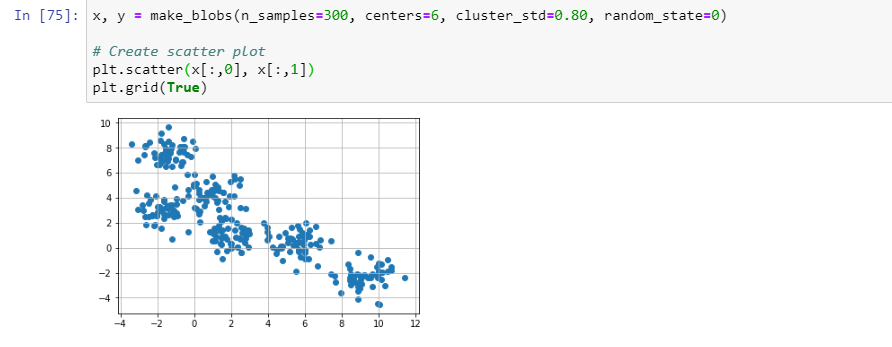 In [75]: x, y = make_blobs(n_samples=300, centers=6, cluster_std=0.80, random_state=0)
# Create scatter plot
plt.scatter(x[:,0], x[:,1])
plt.grid(True)
10
8
6
4
2
0
−2
−4
−4 −2 0 2 4 6 8 10 12